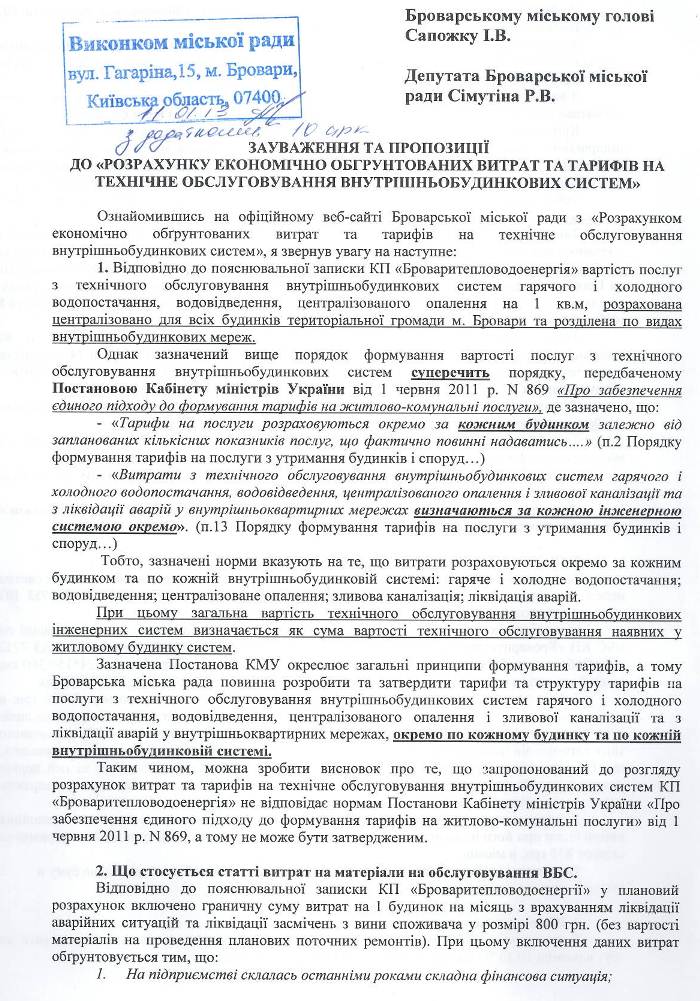 Броварському міському голові
Сапожку І.В.
Депутата Броварської міської
ради Сімутіна Р.В.
Виконком міської ради
вул. Гагаріна,15, м. Бровари,
Київська область, 07400
11.01.13
з додатками 10 арк
ЗАУВАЖЕННЯ ТА ПРОПОЗИЦІЇ
ДО «РОЗРАХУНКУ ЕКОНОМІЧНО ОБГРУНТОВАНИХ ВИТРАТ ТА ТАРИФІВ НА
ТЕХНІЧНЕ ОБСЛУГОВУВАННЯ ВНУТРІШНЬОБУДИНКОВИХ СИСТЕМ»
Ознайомившись на офіційному веб-сайті Броварської міської ради з «Розрахунком
економічно обґрунтованих витрат та тарифів на технічне обслуговування
внутрішньобудинкових систем», я звернув увагу на наступне:
1. Відповідно до пояснювальної записки КП «Броваритепловодоенергія» вартість послуг
з технічного обслуговування внутрішньобудинкових систем гарячого і холодного
водопостачання, водовідведення, централізованого опалення на 1 кв.м, розрахована
централізовано для всіх будинків територіальної громади м. Бровари та розділена по видах
внутрішньобудинкових мереж.
Однак зазначений вище порядок формування вартості послуг з технічного
обслуговування внутрішньобудинкових систем суперечить порядку, передбаченому
Постановою Кабінету міністрів України від 1 червня 2011 р. N 869 «Про забезпечення
єдиного підходу до формування тарифів на житлово-комунальні послуги», де зазначено, що:
- «Тарифи на послуги розраховуються окремо за кожним будинком залежно від
запланованих кількісних показників послуг, що фактично повинні надаватись….» (п.2 Порядку
формування тарифів на послуги з утримання будинків і споруд…)
- «Витрати з технічного обслуговування внутрішньобудинкових систем гарячого і
холодного водопостачання, водовідведення, централізованого опалення і зливової каналізації та
з ліквідації аварій у внутрішньоквартирних мережах визначаються за кожною інженерною
системою окремо». (п.13 Порядку формування тарифів на послуги з утримання будинків і
споруд…)
Тобто, зазначені норми вказують на те, що витрати розраховуються окремо за кожним
будинком та по кожній внутрішньобудинковій системі: гаряче і холодне водопостачання;
водовідведення; централізоване опалення; зливова каналізація; ліквідація аварій.
При цьому загальна вартість технічного обслуговування внутрішньобудинкових
інженерних систем визначається як сума вартості технічного обслуговування наявних у
житловому будинку систем.
Зазначена Постанова КМУ окреслює загальні принципи формування тарифів, а тому
Броварська міська рада повинна розробити та затвердити тарифи та структуру тарифів на
послуги з технічного обслуговування внутрішньобудинкових систем гарячого і холодного
водопостачання, водовідведення, централізованого опалення і зливової каналізації та з
ліквідації аварій у внутрішньоквартирних мережах, окремо по кожному будинку та по кожній
внутрішньобудинковій системі.
Таким чином, можна зробити висновок про те, що запропонований до розгляду
розрахунок витрат та тарифи на технічне обслуговування внутрішньобудинкових систем КП
«Броваритепловодоенергія» не відповідає нормам Постанови Кабінету міністрів України «Про
забезпечення єдиного підходу до формування тарифів на житлово-комунальні послуги» від 1
червня 2011 р. N 869, а тому не може бути затвердженим.
2. Що стосується статті витрат на матеріали на обслуговування ВБС.
Відповідно до пояснювальної записки КП «Броваритепловодоенергії» у плановий
розрахунок включено граничну суму витрат на 1 будинок на місяць з врахуванням ліквідації
аварійних ситуацій та ліквідації засмічень з вини споживача у розмірі 800 грн. (без вартості
матеріалів на проведення планових поточних ремонтів). При цьому включення даних витрат
обґрунтовується тим, що:
1. На підприємстві склалась останніми роками складна фінансова ситуація;